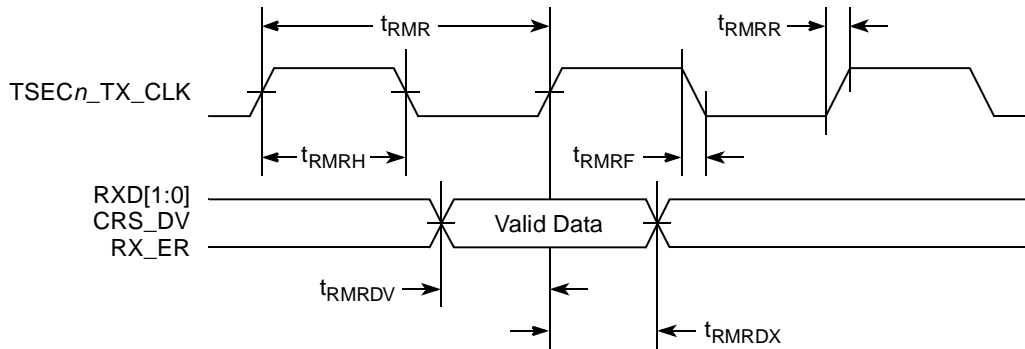 tRMR
tRMRR
TSECn_TX_CLK
tRMRH
tRMRF
RXD[1:0]
CRS_DV
RX_ER
Valid Data
tRMRDV
tRMRDX